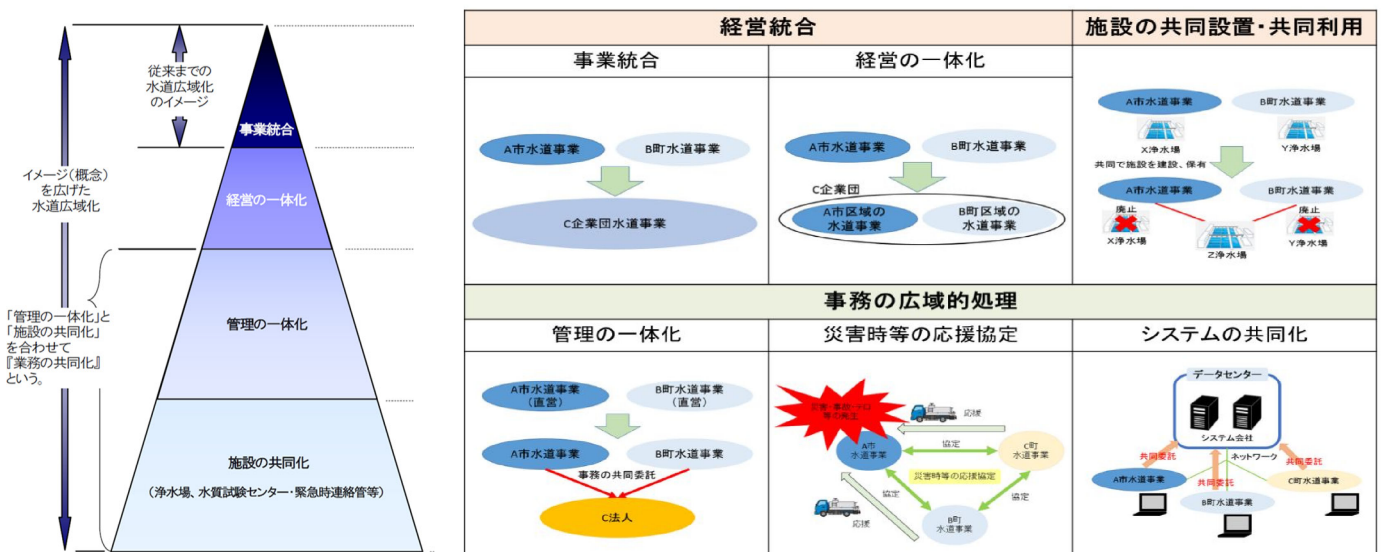 従来までの
水道広域化
のイメージ
事業統合
イメージ(概念)
を広げた
水道広域化
経営の一体化
「管理の一体化」と
「施設の共同化」
を合わせて
『業務の共同化』
という。
管理の一体化
施設の共同化
(浄水場、水質試験センター・緊急時連絡管等)
経営統合
施設の共同設置・共同利用
事業統合
経営の一体化
A市水道事業
B町水道事業
C企業団水道事業
A市水道事業
B町水道事業
C企業団
A市区域の
水道事業
B町区域の
水道事業
A市水道事業
B町水道事業
X浄水場
Y浄水場
共同で施設を建設、保有
A市水道事業
B町水道事業
廃止
廃止
X浄水場
Z浄水場
Y浄水場
事務の広域的処理
管理の一体化
災害時等の応援協定
システムの共同化
A市水道事業
(直営)
B町水道事業
(直営)
A市水道事業
B町水道事業
事務の共同委託
C法人
災害・事故・テロ
等の発生
応援
A市
水道事業
協定
C町
水道事業
災害時等の応援協定
協定
協定
応援
B町
水道事業
データセンター
システム会社
ネットワーク
共同委託
共同委託
共同委託
A市水道事業
B町水道事業
C町水道事業